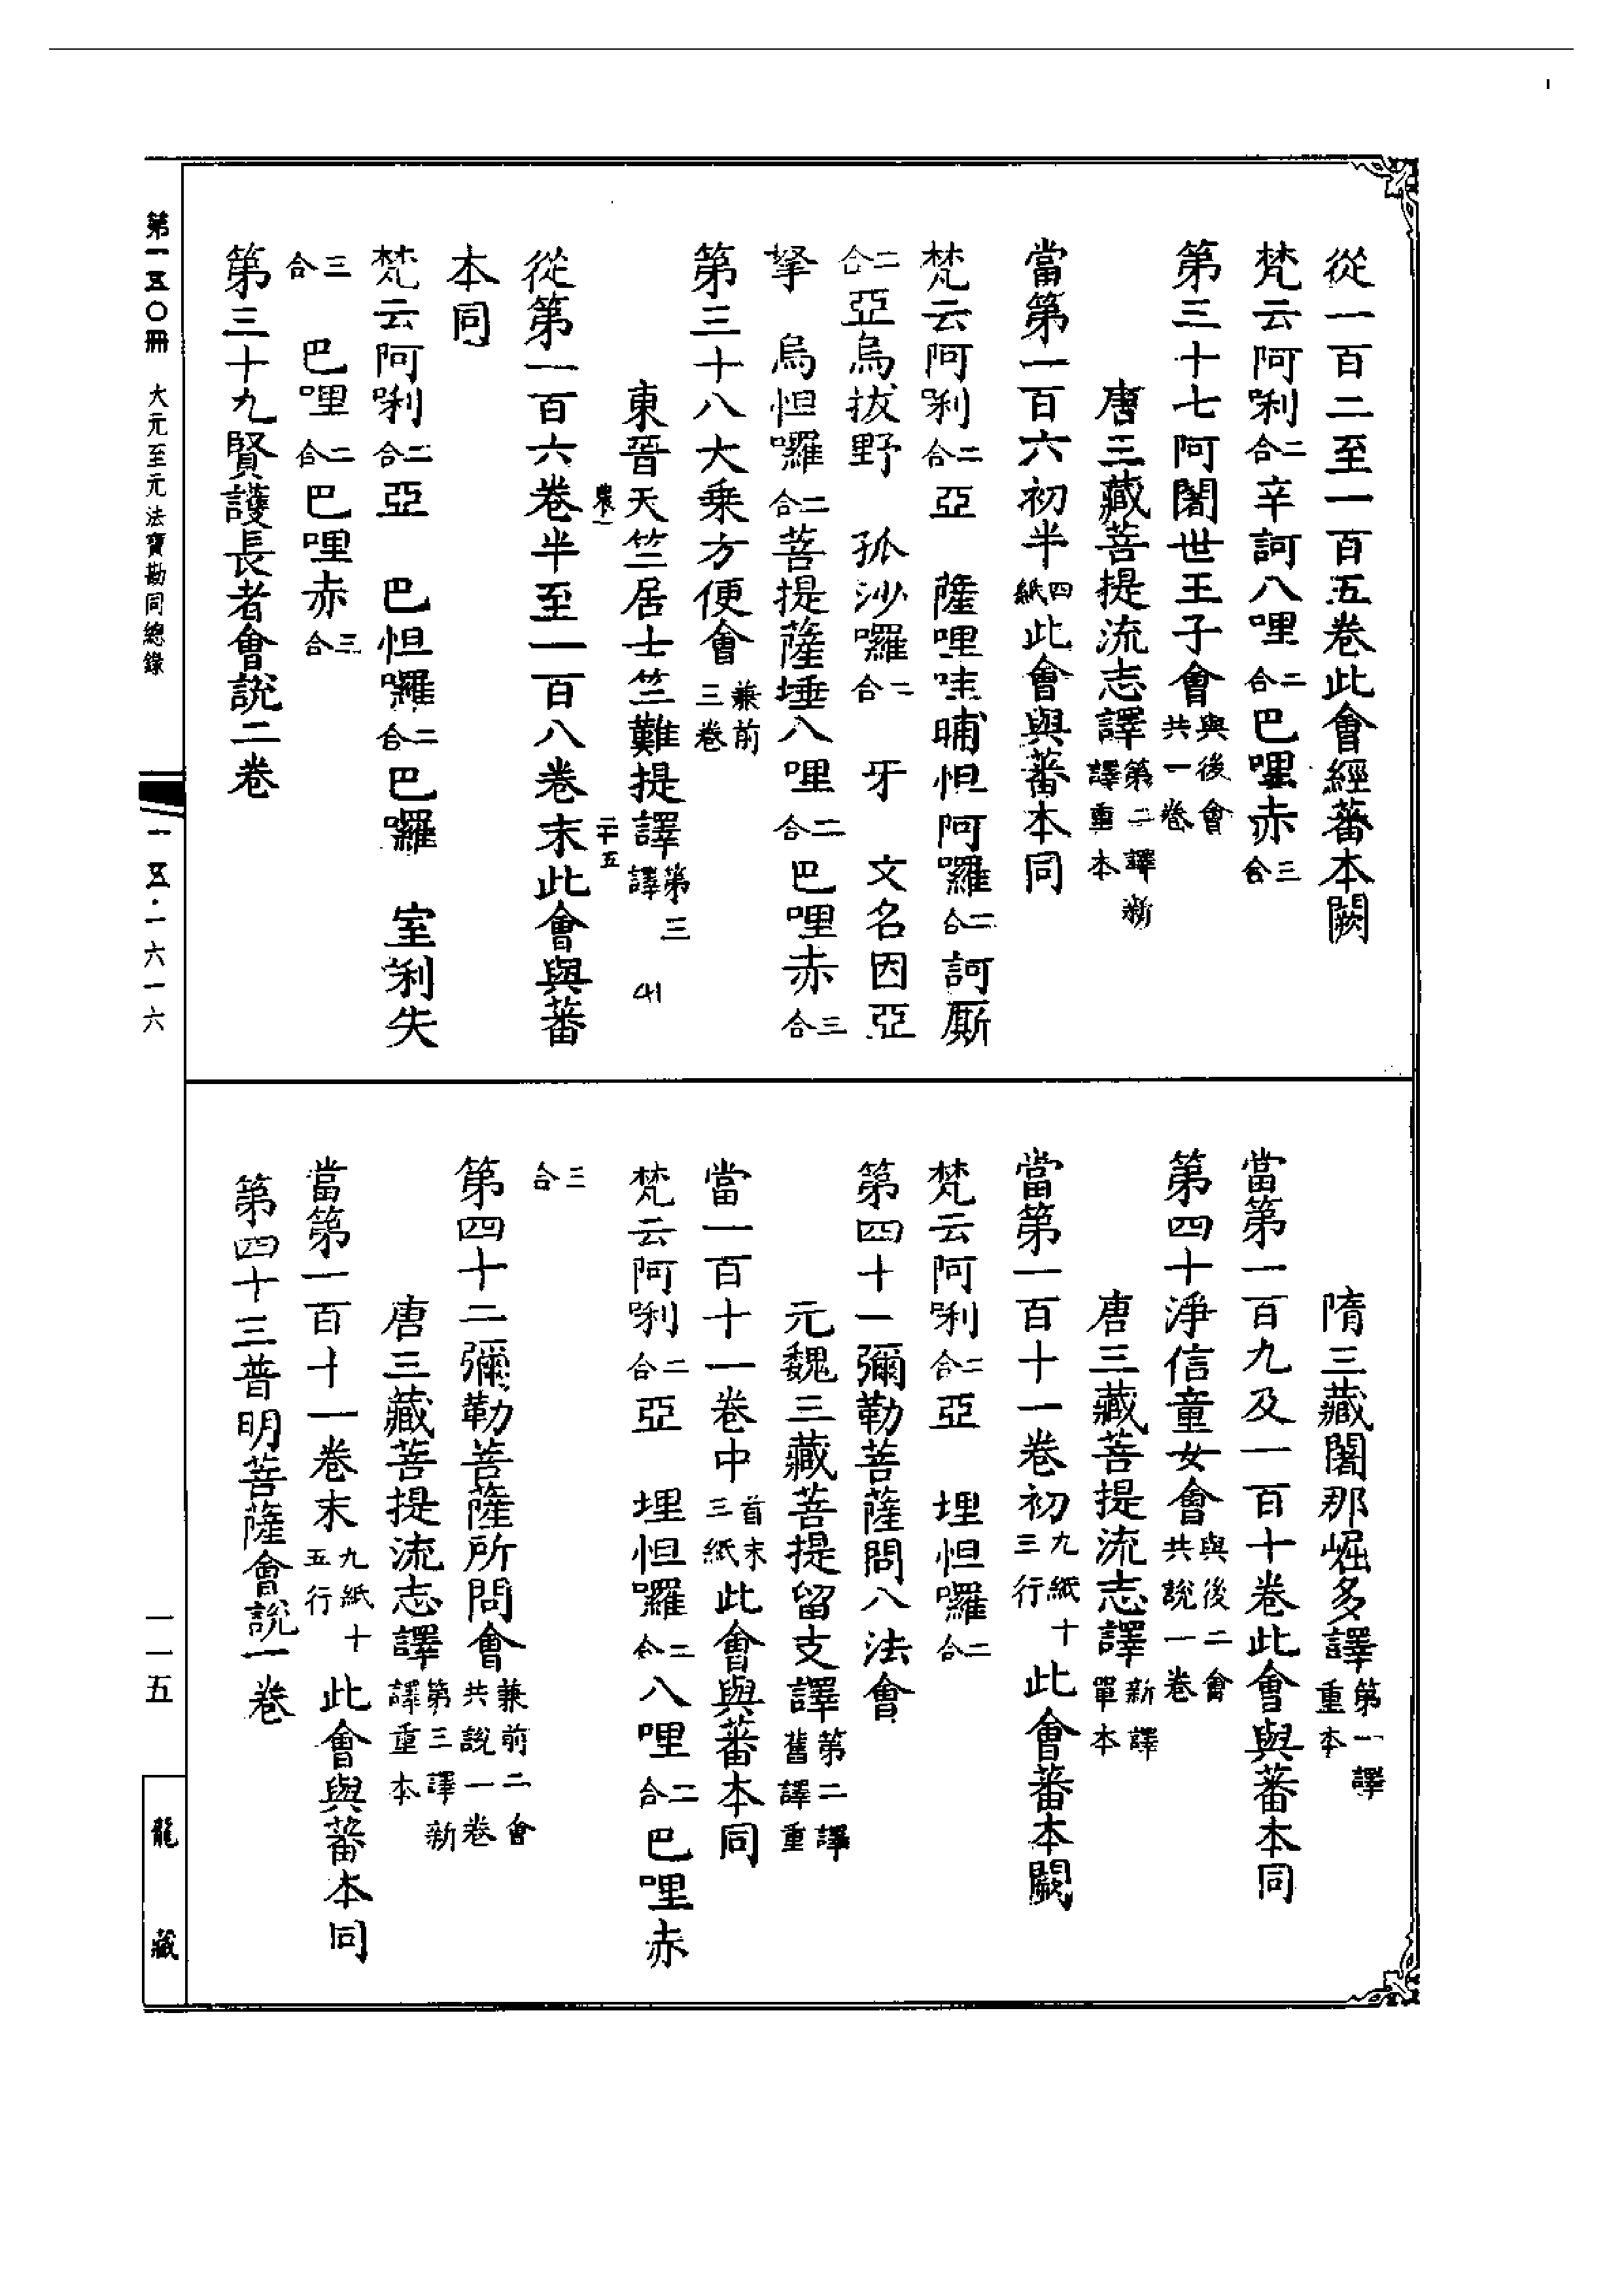 從一百二至一百五卷此會經蕃本闕
梵云阿唎二合辛訶八哩二合巴哩赤三合
第三十七阿闍世王子會與後會共一卷
唐三藏菩提流志譯第二譯新譯重本
當第一百六初半四紙此會與蕃本同
梵云阿唎二合亞 薩哩哇晡怛阿囉二合訶厮
二合亞烏拔野 孤沙囉二合 牙 文名因亞
拏 烏怛囉二合菩提薩埵八哩二合巴哩赤三合
第三十八大乘方便會兼前三卷
東晉天竺居士竺難提譯第三譯
農一 二十五
從第一百六卷半至一百八卷末此會與蕃
本同
梵云阿唎二合亞 巴怛囉二合巴囉 室唎失
三合 巴哩二合巴哩赤三合
第三十九賢護長者會說二卷
隋三藏闍那崛多譯第一譯重本
當第一百九及一百十卷此會與蕃本同
第四十淨信童女會與後二會共說一卷
唐三藏菩提流志譯新譯單本
當第一百十一卷初九紙十三行此會蕃本闕
梵云阿唎二合亞 埋怛囉二合
第四十一彌勒菩薩問八法會
元魏三藏菩提留支譯第二譯舊譯重
當一百十一卷中首末三紙此會與蕃本同
梵云阿唎二合亞 埋怛囉二合八哩二合巴哩赤
三合
第四十二彌勒菩薩所問會兼前二會共說一卷
唐三藏菩提流志譯第三譯新譯重本
當第一百十一卷末九紙十五行此會與蕃本同
第四十三普明菩薩會說一卷
第一五〇冊 大元至元法寶勘同總錄
一五·一六一六
一一五
龍藏